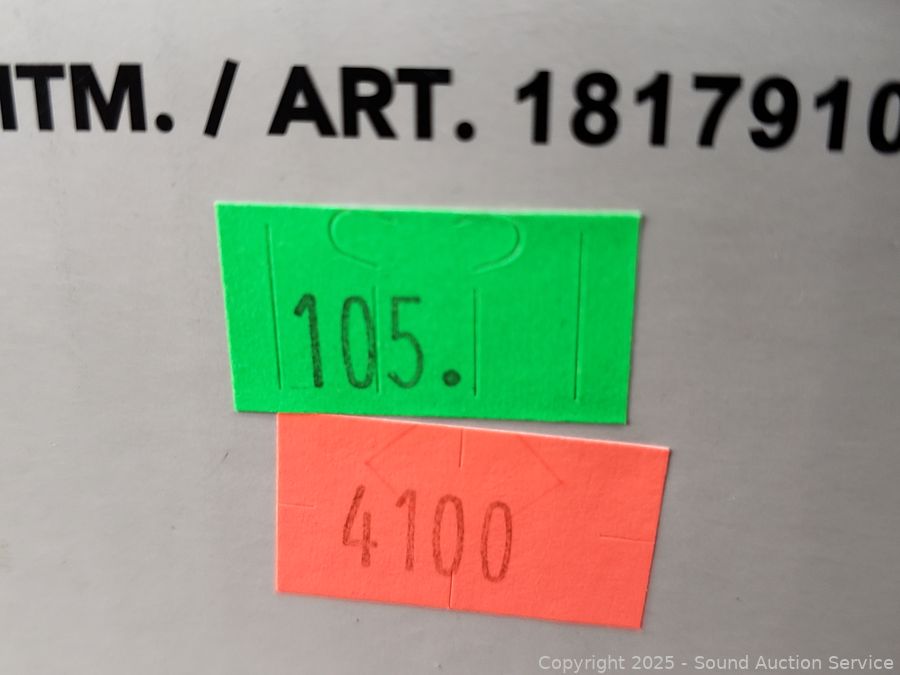 ITM. / ART. 1817910
105.
4100
Copyright 2025 - Sound Auction Service